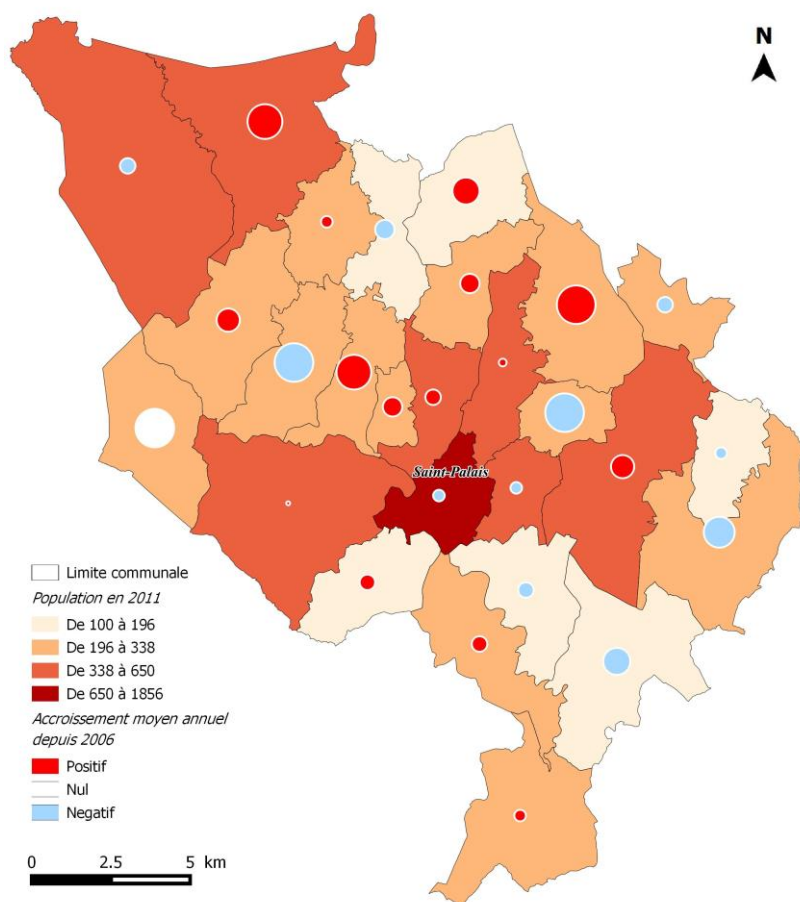 N
Saint-Palais
Limite communale
Population en 2011
De 100 à 196
De 196 à 338
De 338 à 650
De 650 à 1856
Accroissement moyen annuel
depuis 2006
Positif
Nul
Negatif
0 2.5 5 km